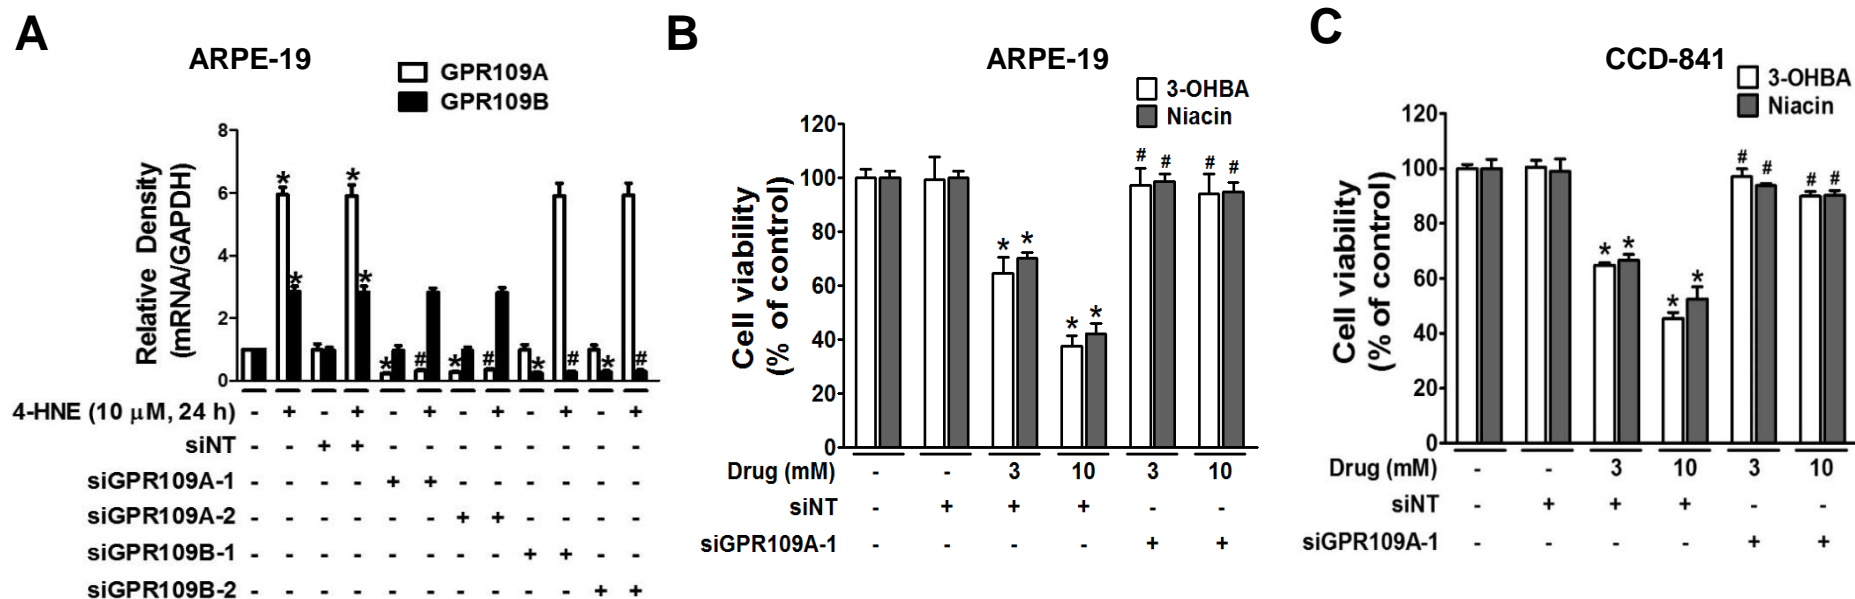 A
ARPE-19
GPR109A
GPR109B
Relative Density
(mRNA/GAPDH)
8
6
4
2
0
* * * * * # * # * # * #
4-HNE (10 μM, 24 h) - + - + - + - + - + - +
siNT - - + + - - - - - - - -
siGPR109A-1 - - - - + + - - - - - -
siGPR109A-2 - - - - - - + + - - - -
siGPR109B-1 - - - - - - - - + + - -
siGPR109B-2 - - - - - - - - - - + +
B
ARPE-19
3-OHBA
Niacin
Cell viability
(% of control)
120
100
80
60
40
20
0
* * * * # # # #
Drug (mM) - - 3 10 3 10
siNT - + + + - -
siGPR109A-1 - - - - + +
C
CCD-841
3-OHBA
Niacin
Cell viability
(% of control)
120
100
80
60
40
20
0
* * * * # # # #
Drug (mM) - - 3 10 3 10
siNT - + + + - -
siGPR109A-1 - - - - + +